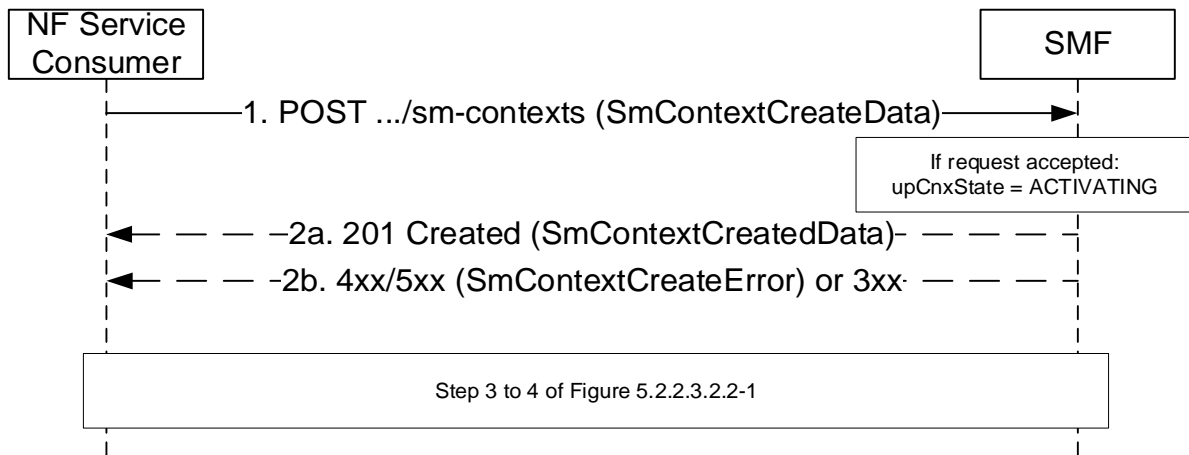 NF Service
Consumer
SMF
1. POST .../sm-contexts (SmContextCreateData)
If request accepted:
upCnxState = ACTIVATING
2a. 201 Created (SmContextCreatedData)
2b. 4xx/5xx (SmContextCreateError) or 3xx
Step 3 to 4 of Figure 5.2.2.3.2.2-1